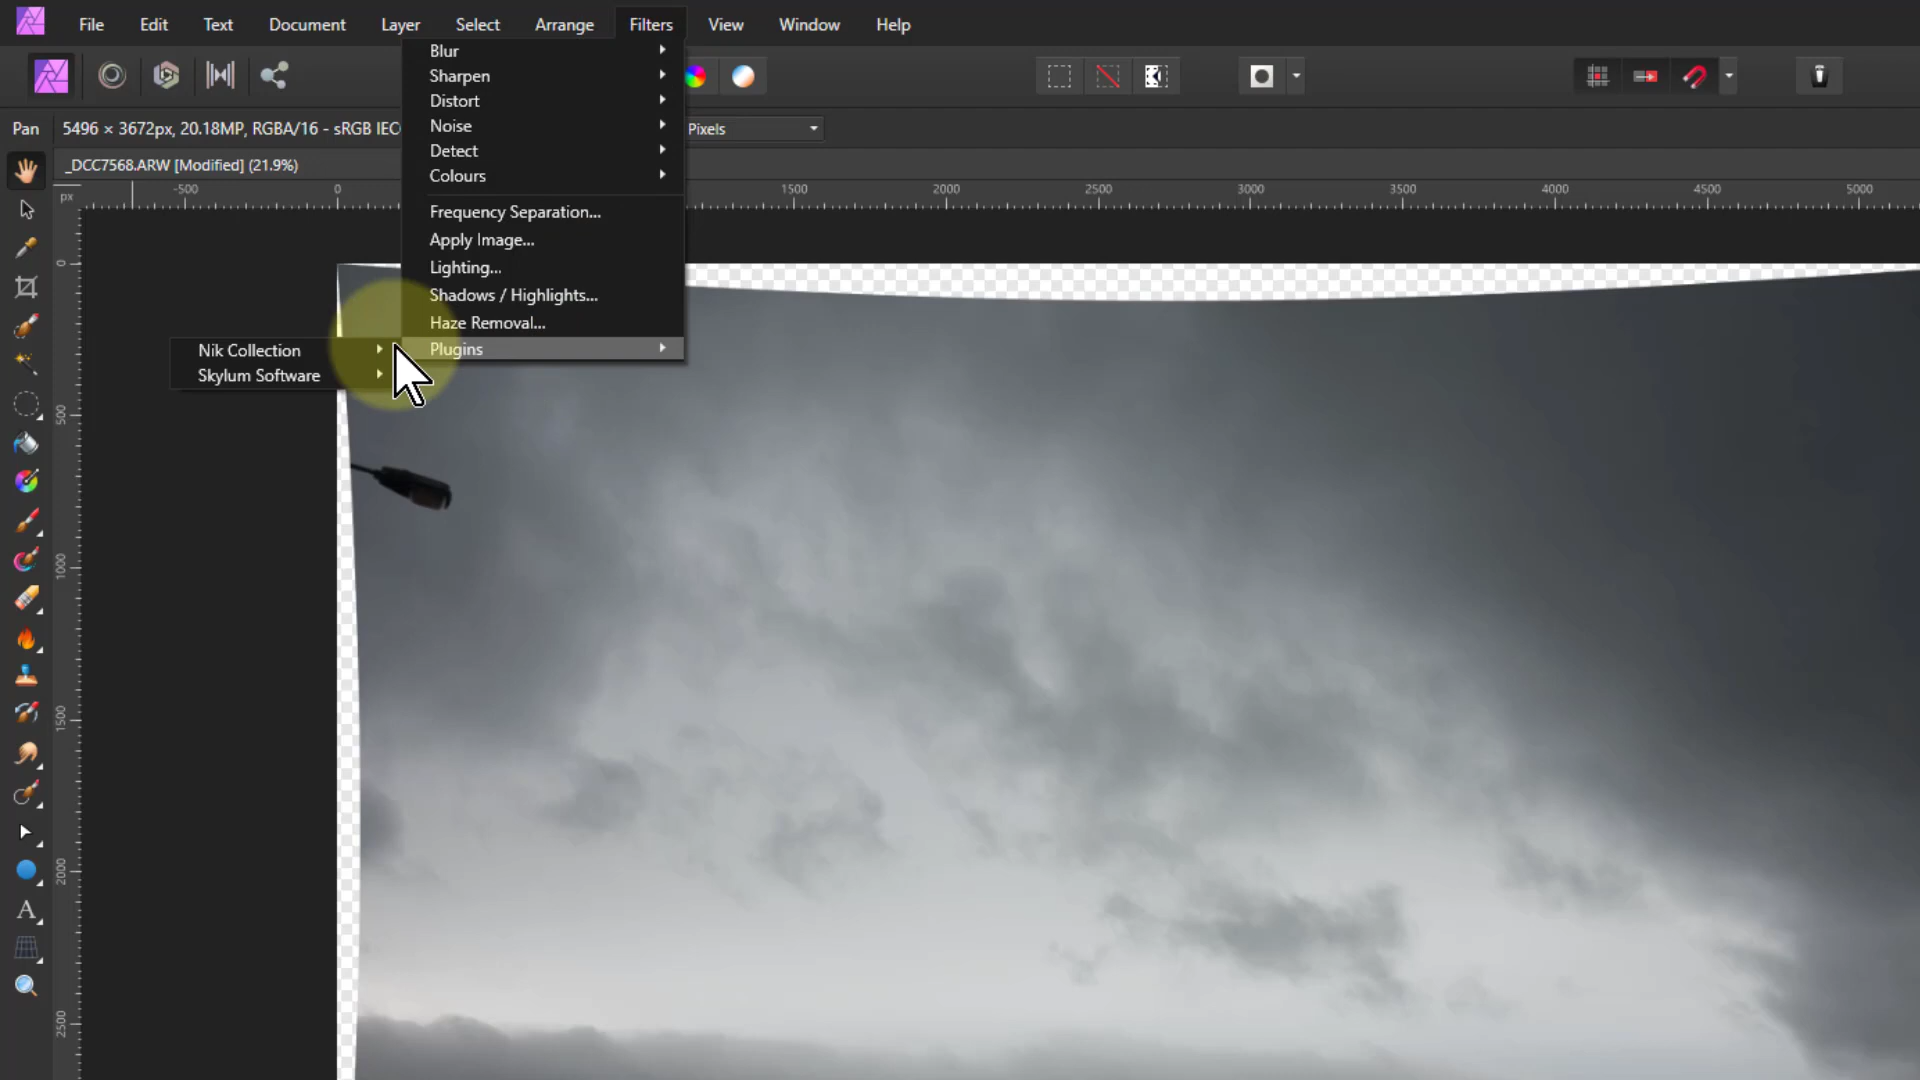 File Edit Text Document Layer Select Arrange Filters View Window Help
Pan 5496 × 3672px, 20.18MP, RGBA/16 - sRGB IEC Pixels
_DCC7568.ARW [Modified] (21.9%)
px -500 0 1500 2000 2500 3000 3500 4000 4500 5000
Blur
Sharpen
Distort
Noise
Detect
Colours
Frequency Separation...
Apply Image...
Lighting...
Shadows / Highlights...
Haze Removal...
Plugins
Nik Collection
Skylum Software
0
500
1000
1500
2000
2500